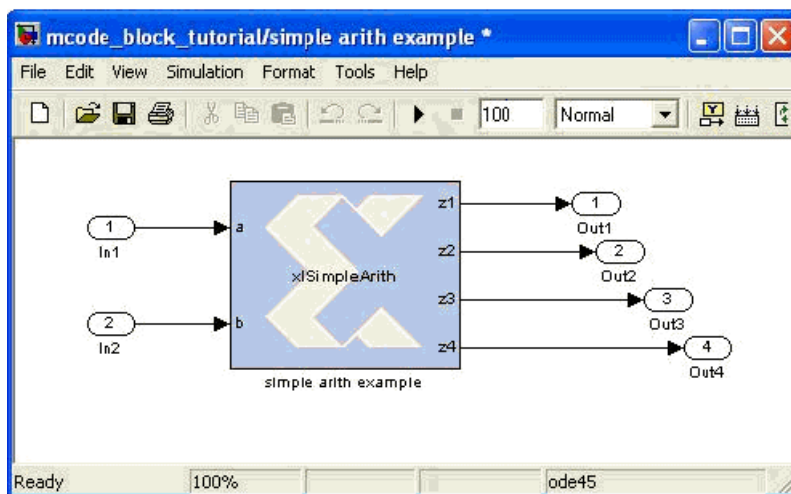 mcode_block_tutorial/simple arith example *
File Edit View Simulation Format Tools Help
100 Normal
1
In1
2
In2
a
b
xlSimpleArith
z1
z2
z3
z4
simple arith example
1
Out1
2
Out2
3
Out3
4
Out4
Ready 100% ode45